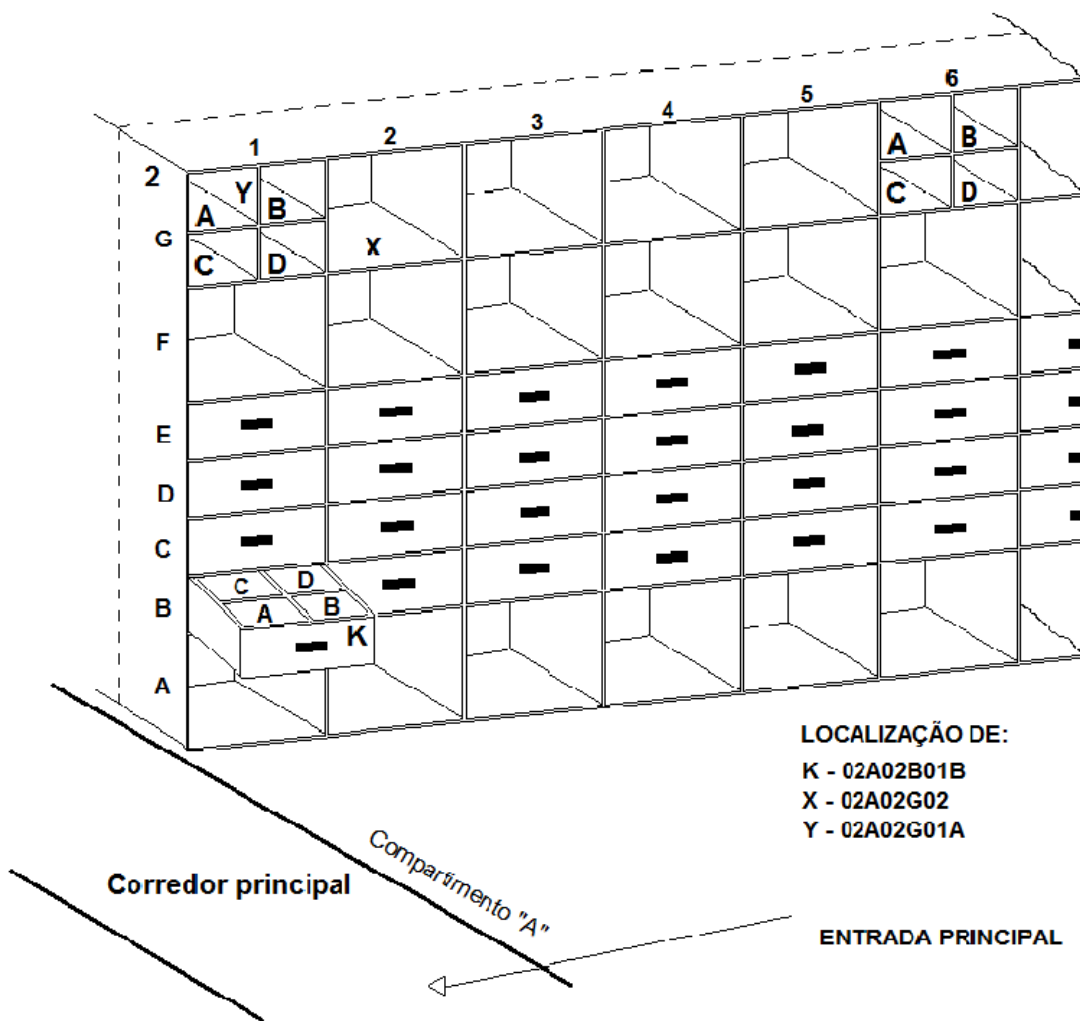 6
5
4
3
2
1
2
A
Y
B
A
B
G
C
D
X
C
D
F
E
D
C
B
C
D
A
B
K
A
LOCALIZAÇÃO DE:
K - 02A02B01B
X - 02A02G02
Y - 02A02G01A
Compartimento "A"
Corredor principal
ENTRADA PRINCIPAL